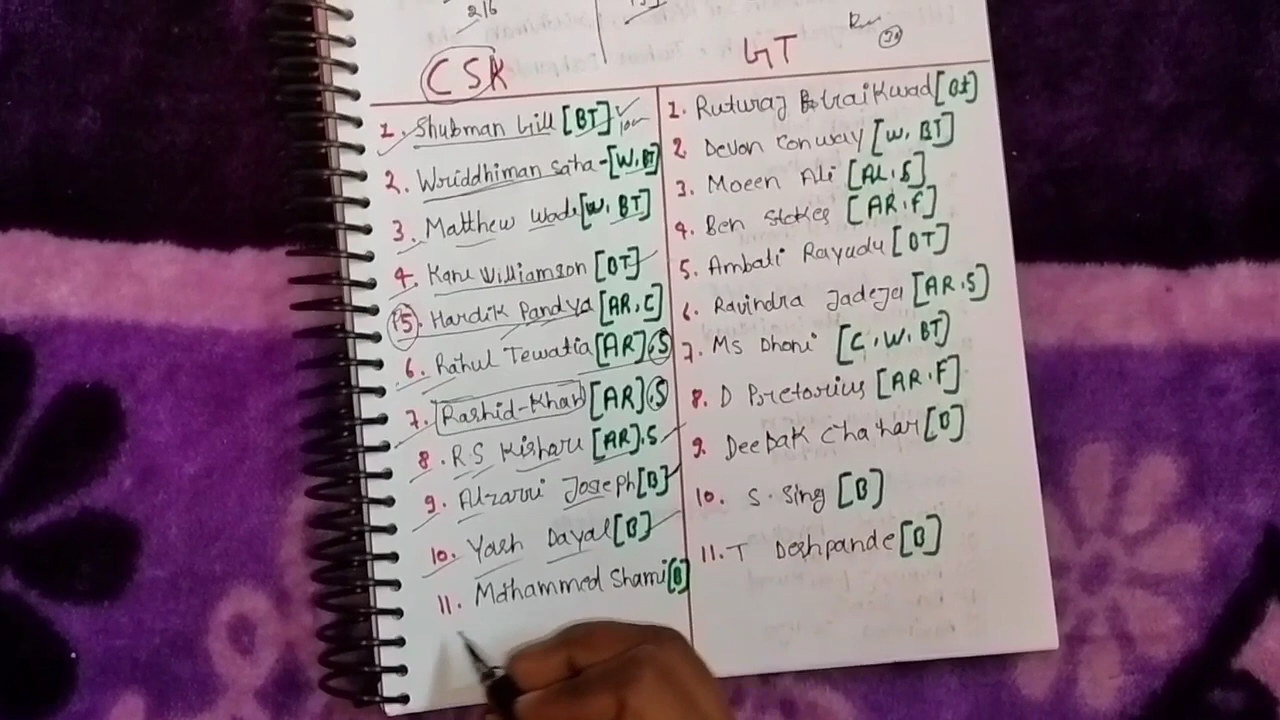 216
CSK
1. Shubman Gill [BT]
2. Wriddhiman Saha-[W.BT]
3. Matthew Wade[W. BT]
4. Kane Williamson [BT]
5. Hardik Pandya [AR.C]
6. Rahul Tewatia [AR].S
7. Rashid-Khan [AR].S
8. R.S Kishore [AR].S
9. Alzarri Joseph[B]
10. Yash Dayal [B]
11. Mohammed Shami[B]
GT
1. Ruturaj Graikwad [Bt]
2 Devon Conway [W. BT]
3. Moeen Ali [AL.S]
4. Ben Stokes [AR.F]
5. Ambati Rayudu [BT]
6. Ravindra Jadeja [AR.S]
7. MS Dhoni [C.W.BT]
8. D Pretorius [AR.F]
9. Deepak Chahar [B]
10. S. Sing [B]
11. T Deshpande [B]